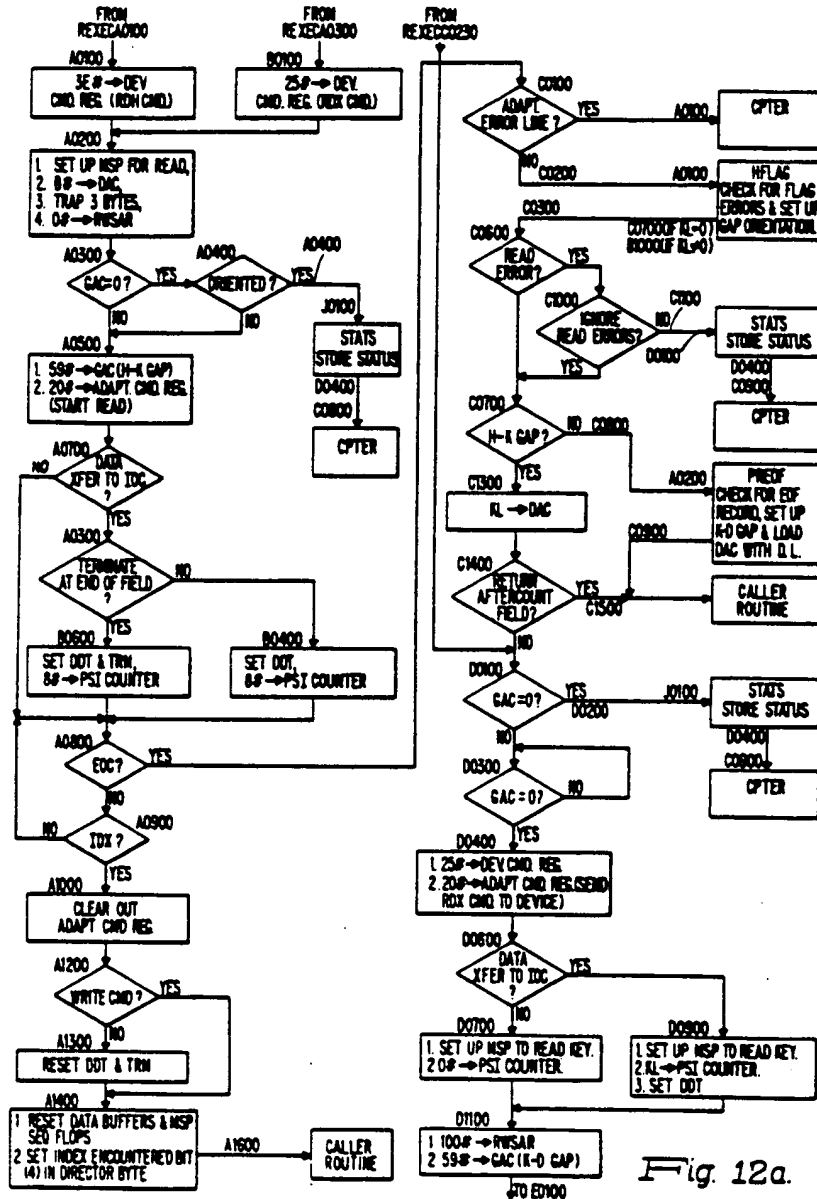 FROM
REXECA0100
FROM
REXECA0300
FROM
REXECC0230
A0100
3E#→DEV
CMD. REG. (RDH CMD.)
B0100
25#→DEV.
CMD. REG. (RDX CMD.)
A0200
1. SET UP MSP FOR READ,
2. 8#→DAC,
3. TRAP 3 BYTES,
4. 0#→RWSAR
A0300
GAC=0?
YES
NO
A0400
ORIENTED?
YES
A0400
NO
J0100
STATS
STORE STATUS
D0400
C0800
CPTER
A0500
1. 59#→GAC(H-K GAP)
2. 20#→ADAPT CMD. REG.
(START READ)
A0700
DATA
XFER TO IOC
?
NO
YES
A0300
TERMINATE
AT END OF FIELD
?
NO
YES
B0600
SET DDT & TRM,
8#→PSI COUNTER
B0400
SET DDT,
8#→PSI COUNTER
A0800
EOC?
YES
NO
A0900
IDX?
NO
YES
A1000
CLEAR OUT
ADAPT CMD REG.
A1200
WRITE CMD?
YES
NO
A1300
RESET DDT & TRM
A1400
1 RESET DATA BUFFERS & MSP
SEQ FLOPS
2 SET INDEX ENCOUNTERED BIT
(4) IN DIRECTOR BYTE
A1600
CALLER
ROUTINE
C0100
ADAPT
ERROR LINE?
YES
A0100
CPTER
NO
C0200
A0100
HFLAG
CHECK FOR FLAG
ERRORS & SET UP
GAP ORIENTATION.
C0300
C0700(IF KL=0)
B1000(IF KL≠0)
C0600
READ
ERROR?
YES
C1000
IGNORE
READ ERRORS?
NO
C1100
D0100
STATS
STORE STATUS
D0400
C0900
CPTER
YES
C0700
H-K GAP?
NO
C0800
YES
A0200
PREOF
CHECK FOR EOF
RECORD, SET UP
K-D GAP & LOAD
DAC WITH D.L.
C0900
C1300
KL→DAC
C1400
RETURN
AFTERCOUNT
FIELD?
YES
C1500
CALLER
ROUTINE
NO
D0100
GAC=0?
YES
D0200
J0100
STATS
STORE STATUS
D0400
C0800
CPTER
NO
D0300
GAC=0?
NO
YES
D0400
1. 25#→DEV. CMD. REG.
2. 20#→ADAPT CMD. REG.(SEND
RDX CMD. TO DEVICE)
D0600
DATA
XFER TO IOC
?
YES
NO
D0700
1. SET UP MSP TO READ KEY.
2. 0#→PSI COUNTER.
D0900
1. SET UP MSP TO READ KEY.
2. KL→PSI COUNTER.
3. SET DDT
D1100
1 100#→RWSAR
2 59#→GAC(K-D GAP)
TO E0100
Fig. 12a.